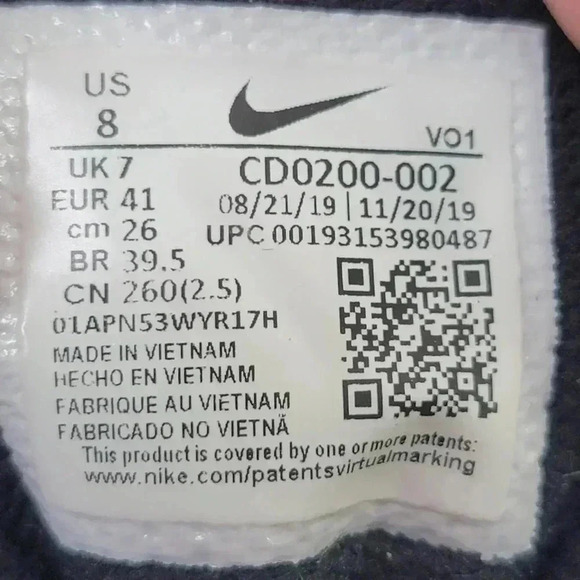 US
8
VO1
UK 7
CD0200-002
EUR 41
08/21/19 | 11/20/19
cm 26
UPC 00193153980487
BR 39.5
CN 260(2.5)
01APN53WYR17H
MADE IN VIETNAM
HECHO EN VIETNAM
FABRIQUE AU VIETNAM
FABRICADO NO VIETNÃ
This product is covered by one or more patents:
www.nike.com/patentsvirtualmarking